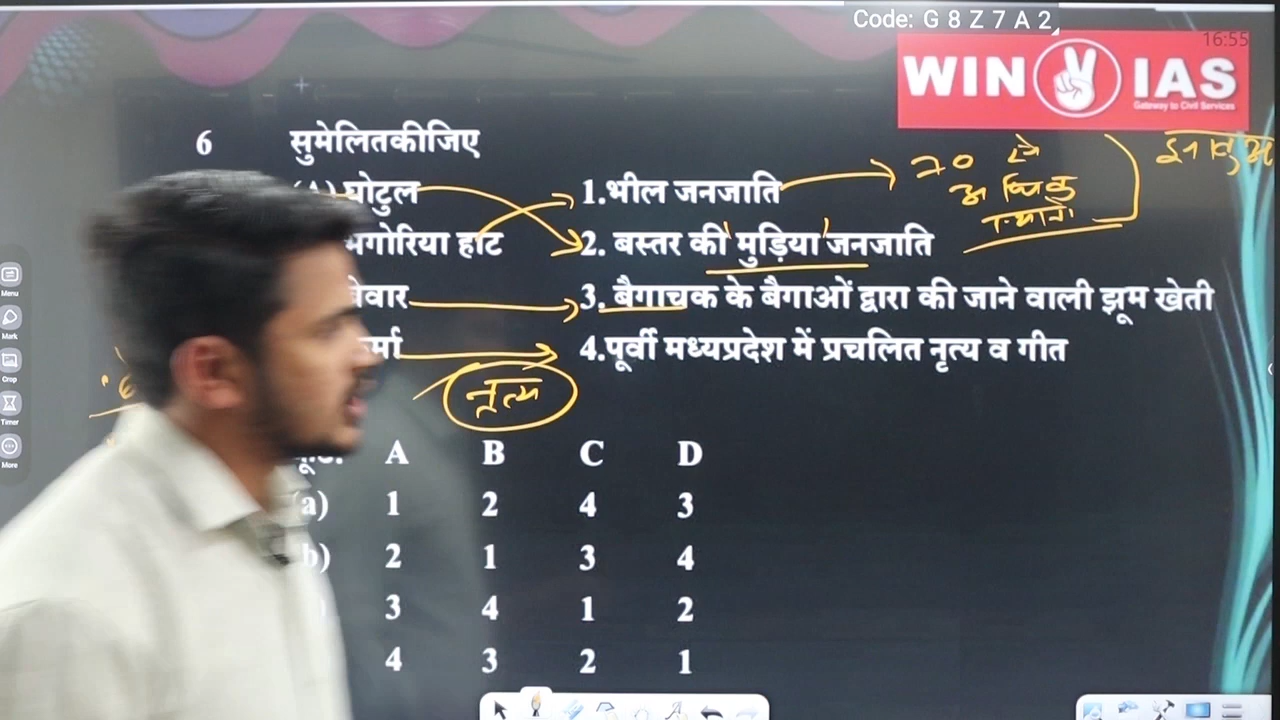 Code: G 8 Z 7 A 2
16:55
WIN IAS
Gateway to Civil Services
6 सुमेलितकीजिए
घोटुल 1.भील जनजाति 70 से
अधिक
हाट 2. बस्तर की मुड़िया जनजाति
3. बैगाचक के बैगाओं द्वारा की जाने वाली झूम खेती
4.पूर्वी मध्यप्रदेश में प्रचलित नृत्य व गीत
नृत्य
A B C D
a) 1 2 4 3
b) 2 1 3 4
3 4 1 2
4 3 2 1
Menu
Mark
Crop
Timer
More